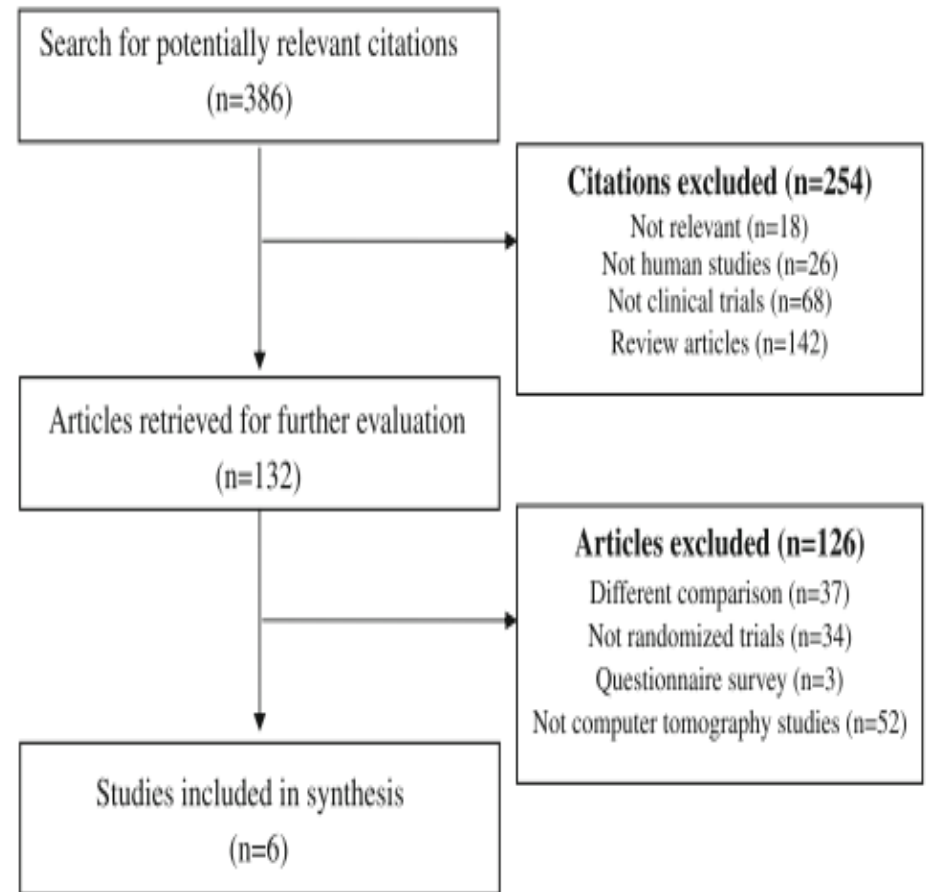 Search for potentially relevant citations
(n=386)
Citations excluded (n=254)
Not relevant (n=18)
Not human studies (n=26)
Not clinical trials (n=68)
Review articles (n=142)
Articles retrieved for further evaluation
(n=132)
Articles excluded (n=126)
Different comparison (n=37)
Not randomized trials (n=34)
Questionnaire survey (n=3)
Not computer tomography studies (n=52)
Studies included in synthesis
(n=6)